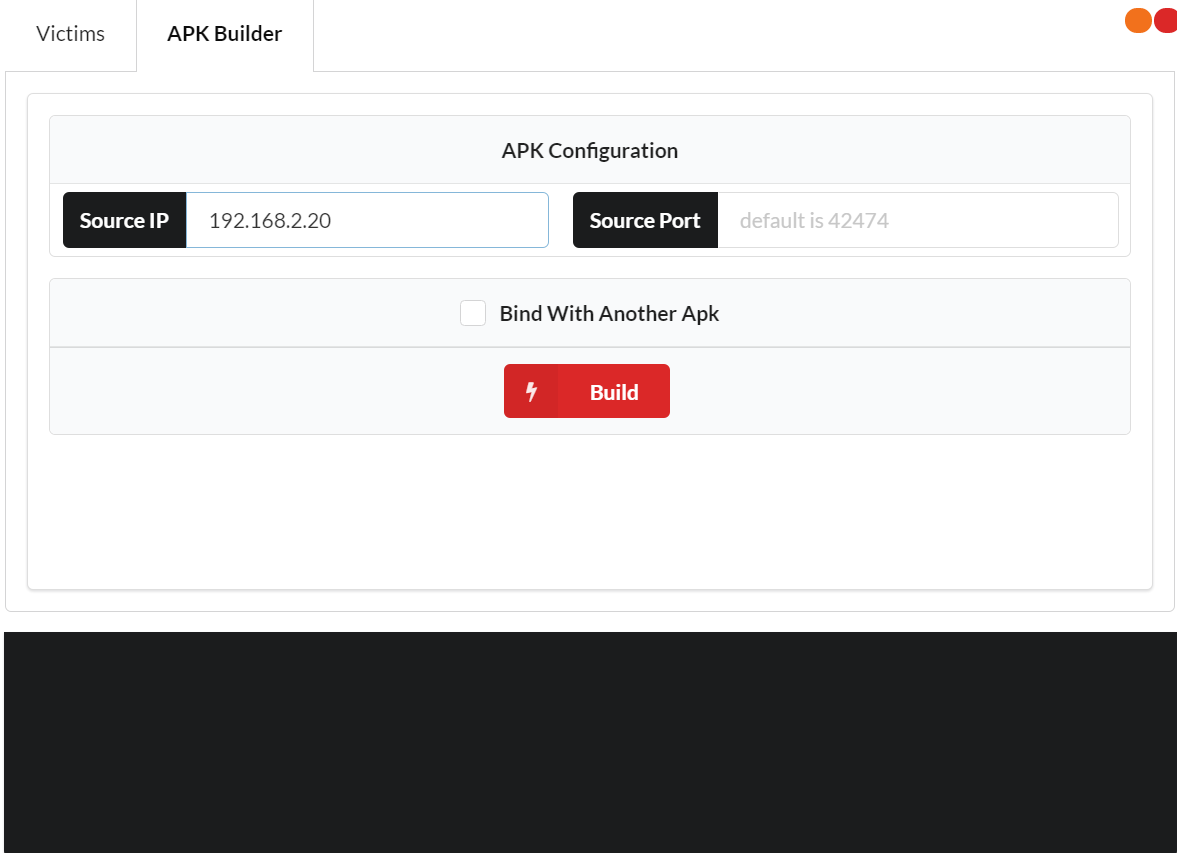 Victims APK Builder
APK Configuration
Source IP 192.168.2.20 Source Port default is 42474
Bind With Another Apk
Build